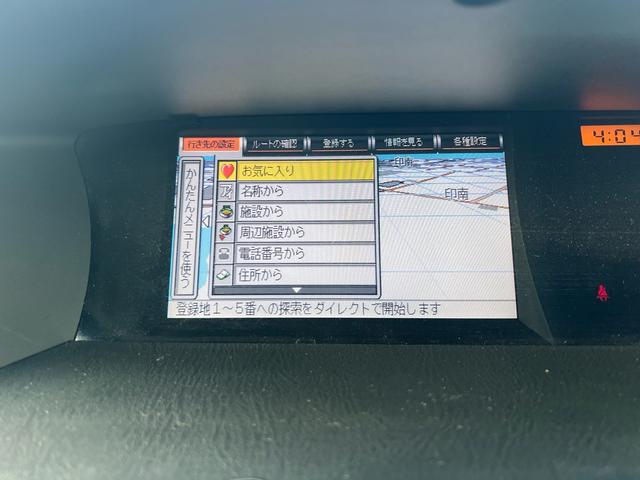 行き先の設定 ルートの確認 登録する 情報を見る 各種設定
かんたんメニューを使う
お気に入り
名称から
施設から
周辺施設から
電話番号から
住所から
印南
印南
登録地1～5番への探索をダイレクトで開始します
4:04